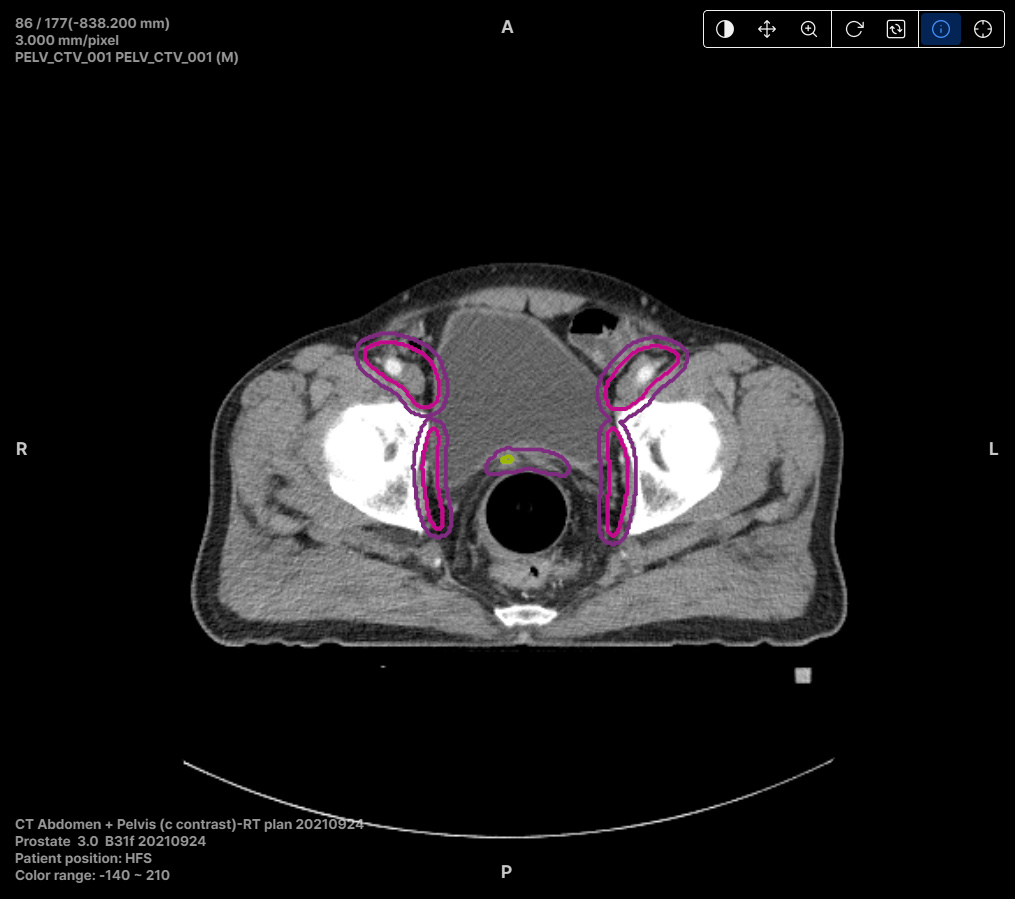 86 / 177(-838.200 mm)
3.000 mm/pixel
PELV_CTV_001 PELV_CTV_001 (M)
A
R
L
CT Abdomen + Pelvis (c contrast)-RT plan 20210924
Prostate  3.0  B31f 20210924
Patient position: HFS
Color range: -140 ~ 210
P